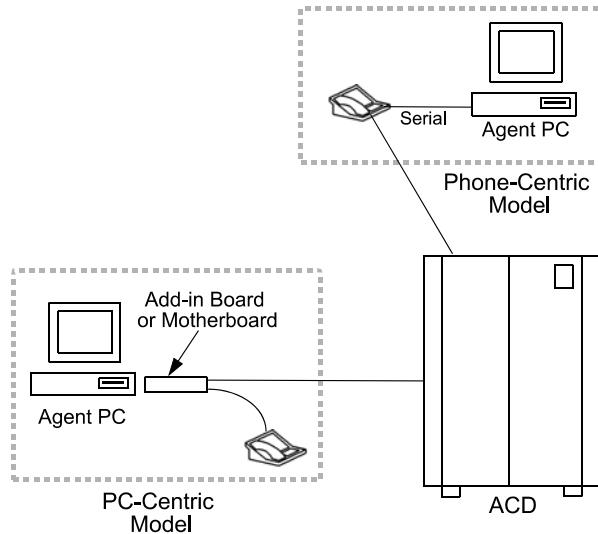 Serial
Agent PC
Phone-Centric
Model
Add-in Board
or Motherboard
Agent PC
PC-Centric
Model
ACD